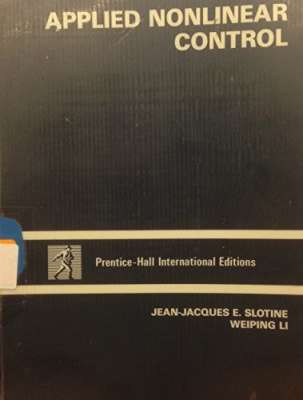 APPLIED NONLINEAR
CONTROL
Prentice-Hall International Editions
JEAN-JACQUES E. SLOTINE
WEIPING LI